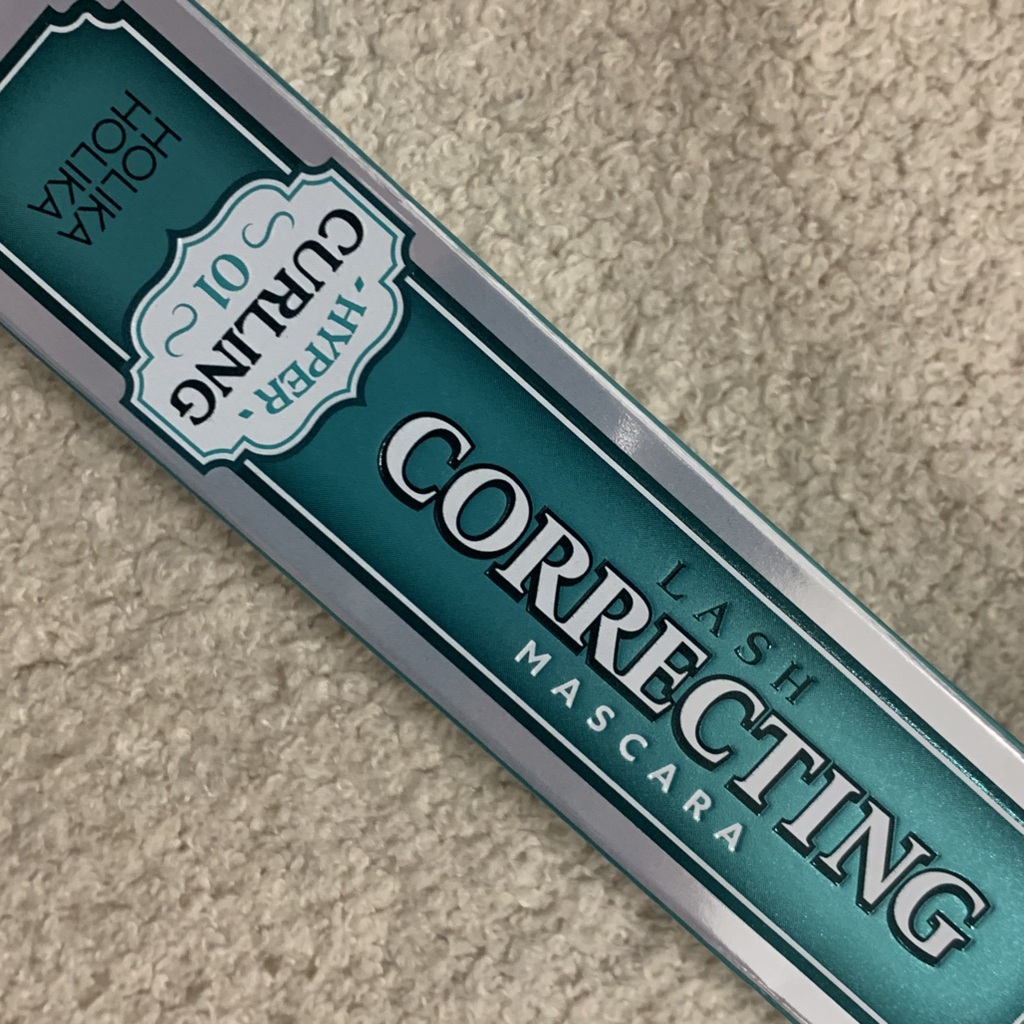 HOLIKA
HOLIKA
- HYPER -
CURLING
01
LASH
CORRECTING
MASCARA